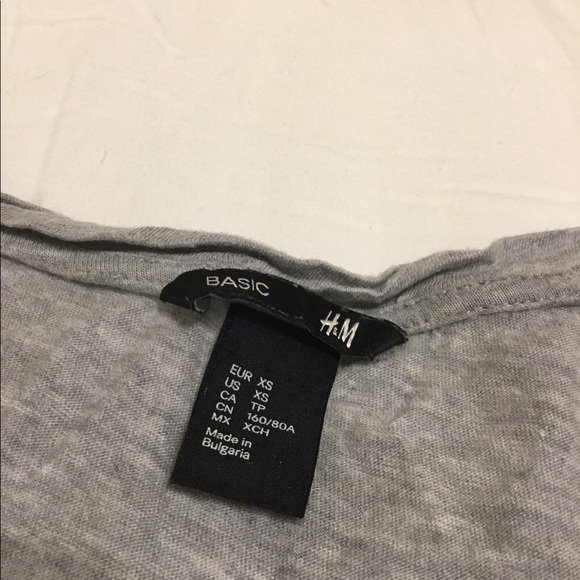 BASIC H&M
EUR XS
US XS
CA TP
CN 160/80A
MX XCH
Made in
Bulgaria